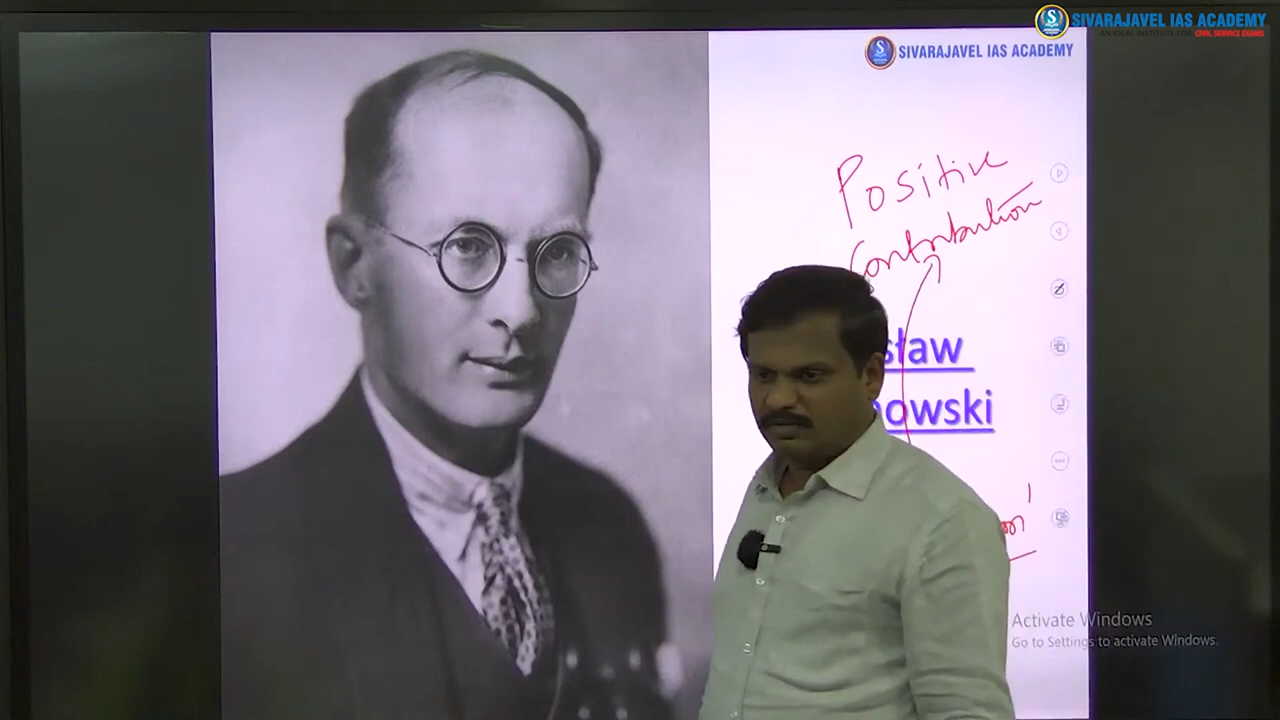 SIVARAJAVEL IAS ACADEMY
AN IDEAL INSTITUTE FOR CIVIL SERVICE EXAMS
SIVARAJAVEL IAS ACADEMY
Positive
Contribution
sław
nowski
Activate Windows
Go to Settings to activate Windows.